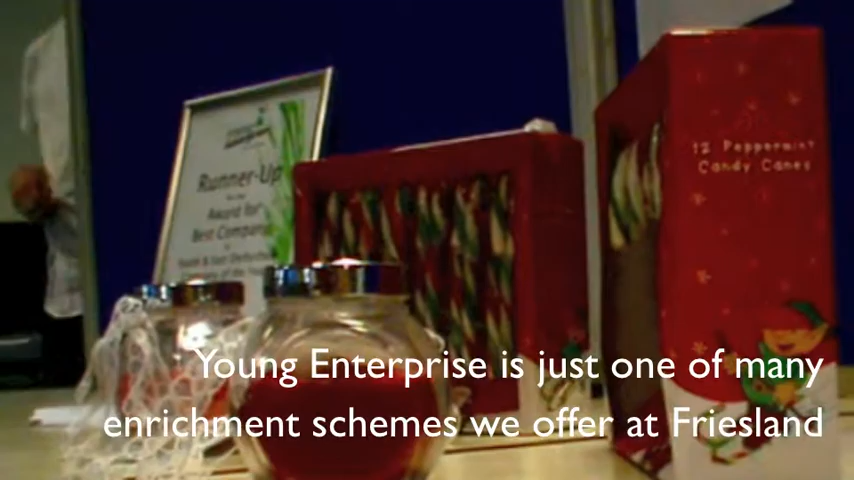 Runner-Up
Award for
Best Company
12 Peppermint
Candy Canes
Young Enterprise is just one of many
enrichment schemes we offer at Friesland